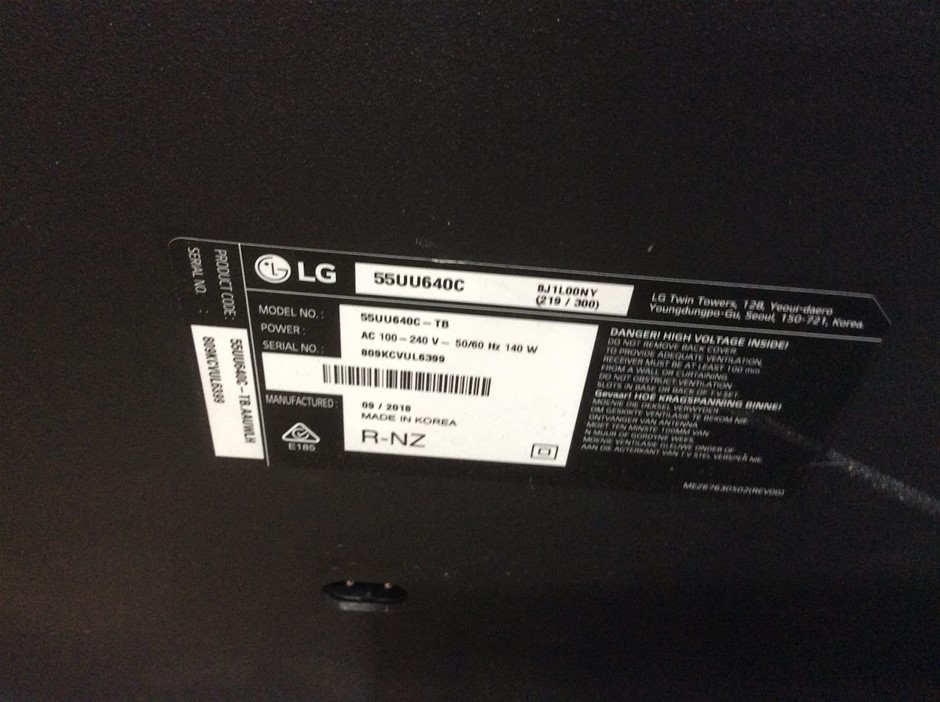 LG
55UU640C
8J1L00NY
(219 / 300)
LG Twin Towers, 128, Yeoui-daero
Youngdungpo-Gu, Seoul, 150-721, Korea.
PRODUCT CODE:
SERIAL NO. :
55UU640C-TB.AAUWLH
809KCVUL6399
MODEL NO. : 55UU640C-TB
POWER : AC 100-240 V~ 50/60 Hz 140 W
SERIAL NO. : 809KCVUL6399
MANUFACTURED : 09 / 2018
MADE IN KOREA
R-NZ
E185
DANGER! HIGH VOLTAGE INSIDE!
DO NOT REMOVE BACK COVER.
TO PROVIDE ADEQUATE VENTILATION,
RECEIVER MUST BE AT LEAST 100 mm
FROM A WALL OR CURTAINING.
DO NOT OBSTRUCT VENTILATION
SLOTS IN BASE OR BACK OF T.V SET.
Gevaar! HOË KRAGSPANNING BINNE!
MOENIE DIE DEKSEL VERWYDER
OM GESKIKTE VENTILASIE TE BEKOM NIE
ONTVANGER VAN ANTENNA
MOET TEN MINSTE 100MM VAN
N MUUR OF GORDYNE WEES.
MOENIE VENTILASIE GLEUWE ONDER OF
AAN DIE AGTERKANT VAN T.V STEL VERSPER NIE
MEZ67630502(REV00)